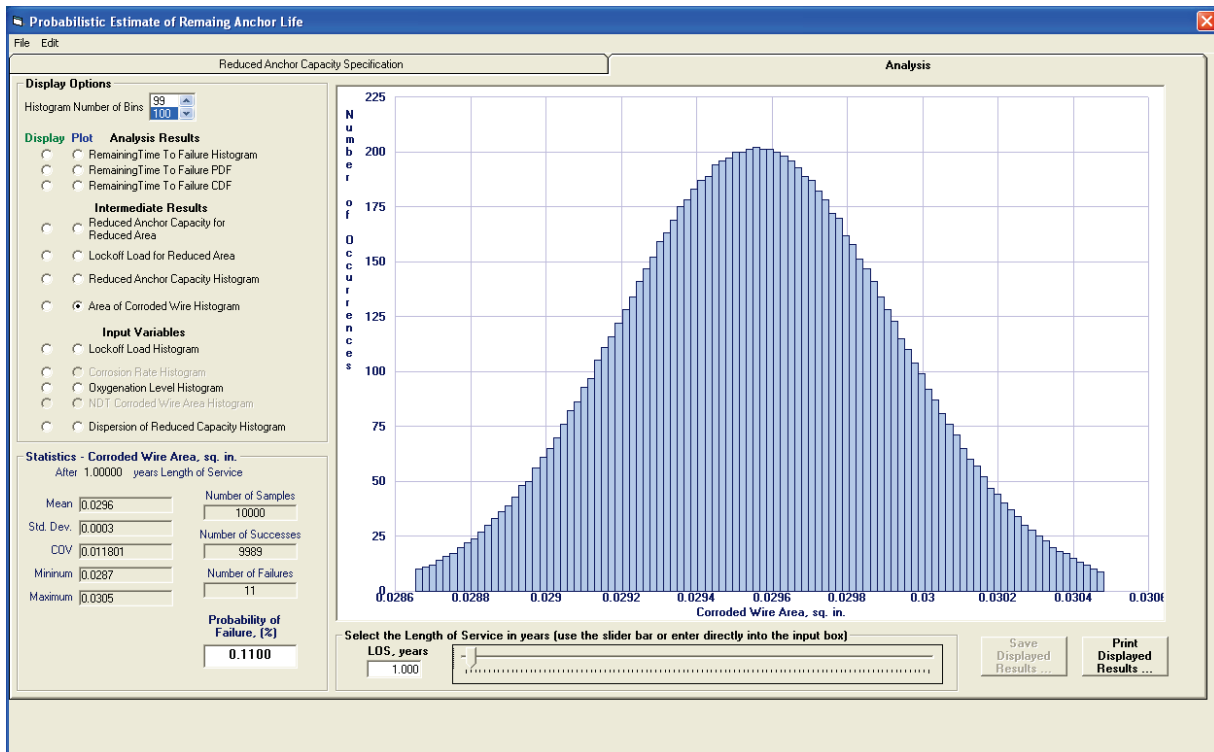 Probabilistic Estimate of Remaing Anchor Life
File Edit
Reduced Anchor Capacity Specification
Analysis
Display Options
Histogram Number of Bins
99
100
Display Plot Analysis Results
RemainingTime To Failure Histogram
RemainingTime To Failure PDF
RemainingTime To Failure CDF
Intermediate Results
Reduced Anchor Capacity for
Reduced Area
Lockoff Load for Reduced Area
Reduced Anchor Capacity Histogram
Area of Corroded Wire Histogram
Input Variables
Lockoff Load Histogram
Corrosion Rate Histogram
Oxygenation Level Histogram
NDT Corroded Wire Area Histogram
Dispersion of Reduced Capacity Histogram
Statistics - Corroded Wire Area, sq. in.
After 1.00000 years Length of Service
Mean 0.0296
Std. Dev. 0.0003
COV 0.011801
Mininum 0.0287
Maximum 0.0305
Number of Samples
10000
Number of Successes
9989
Number of Failures
11
Probability of
Failure, (%)
0.1100
Number of Occurrences
225
200
175
150
125
100
75
50
25
0
0.0286 0.0288 0.029 0.0292 0.0294 0.0296 0.0298 0.03 0.0302 0.0304 0.0306
Corroded Wire Area, sq. in.
Select the Length of Service in years (use the slider bar or enter directly into the input box)
LOS, years
1.000
Save
Displayed
Results ...
Print
Displayed
Results ...